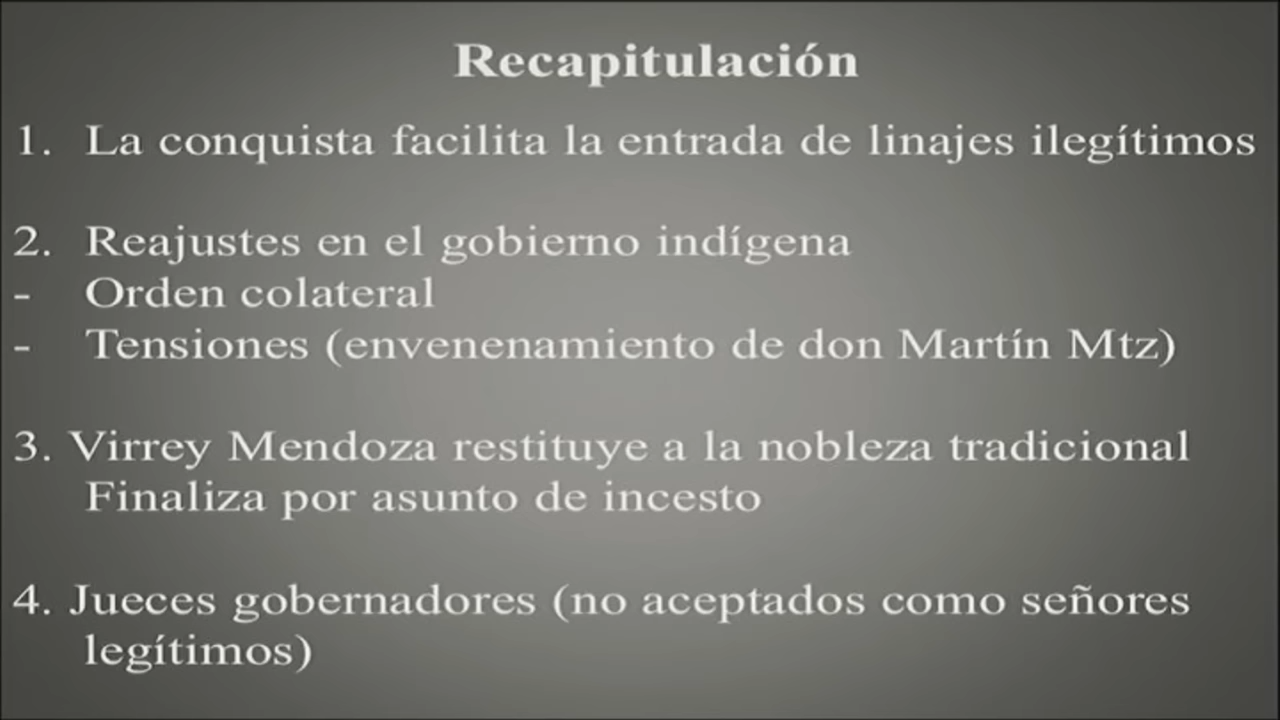 Recapitulación
1. La conquista facilita la entrada de linajes ilegítimos
2. Reajustes en el gobierno indígena
- Orden colateral
- Tensiones (envenenamiento de don Martín Mtz)
3. Virrey Mendoza restituye a la nobleza tradicional
Finaliza por asunto de incesto
4. Jueces gobernadores (no aceptados como señores
legítimos)